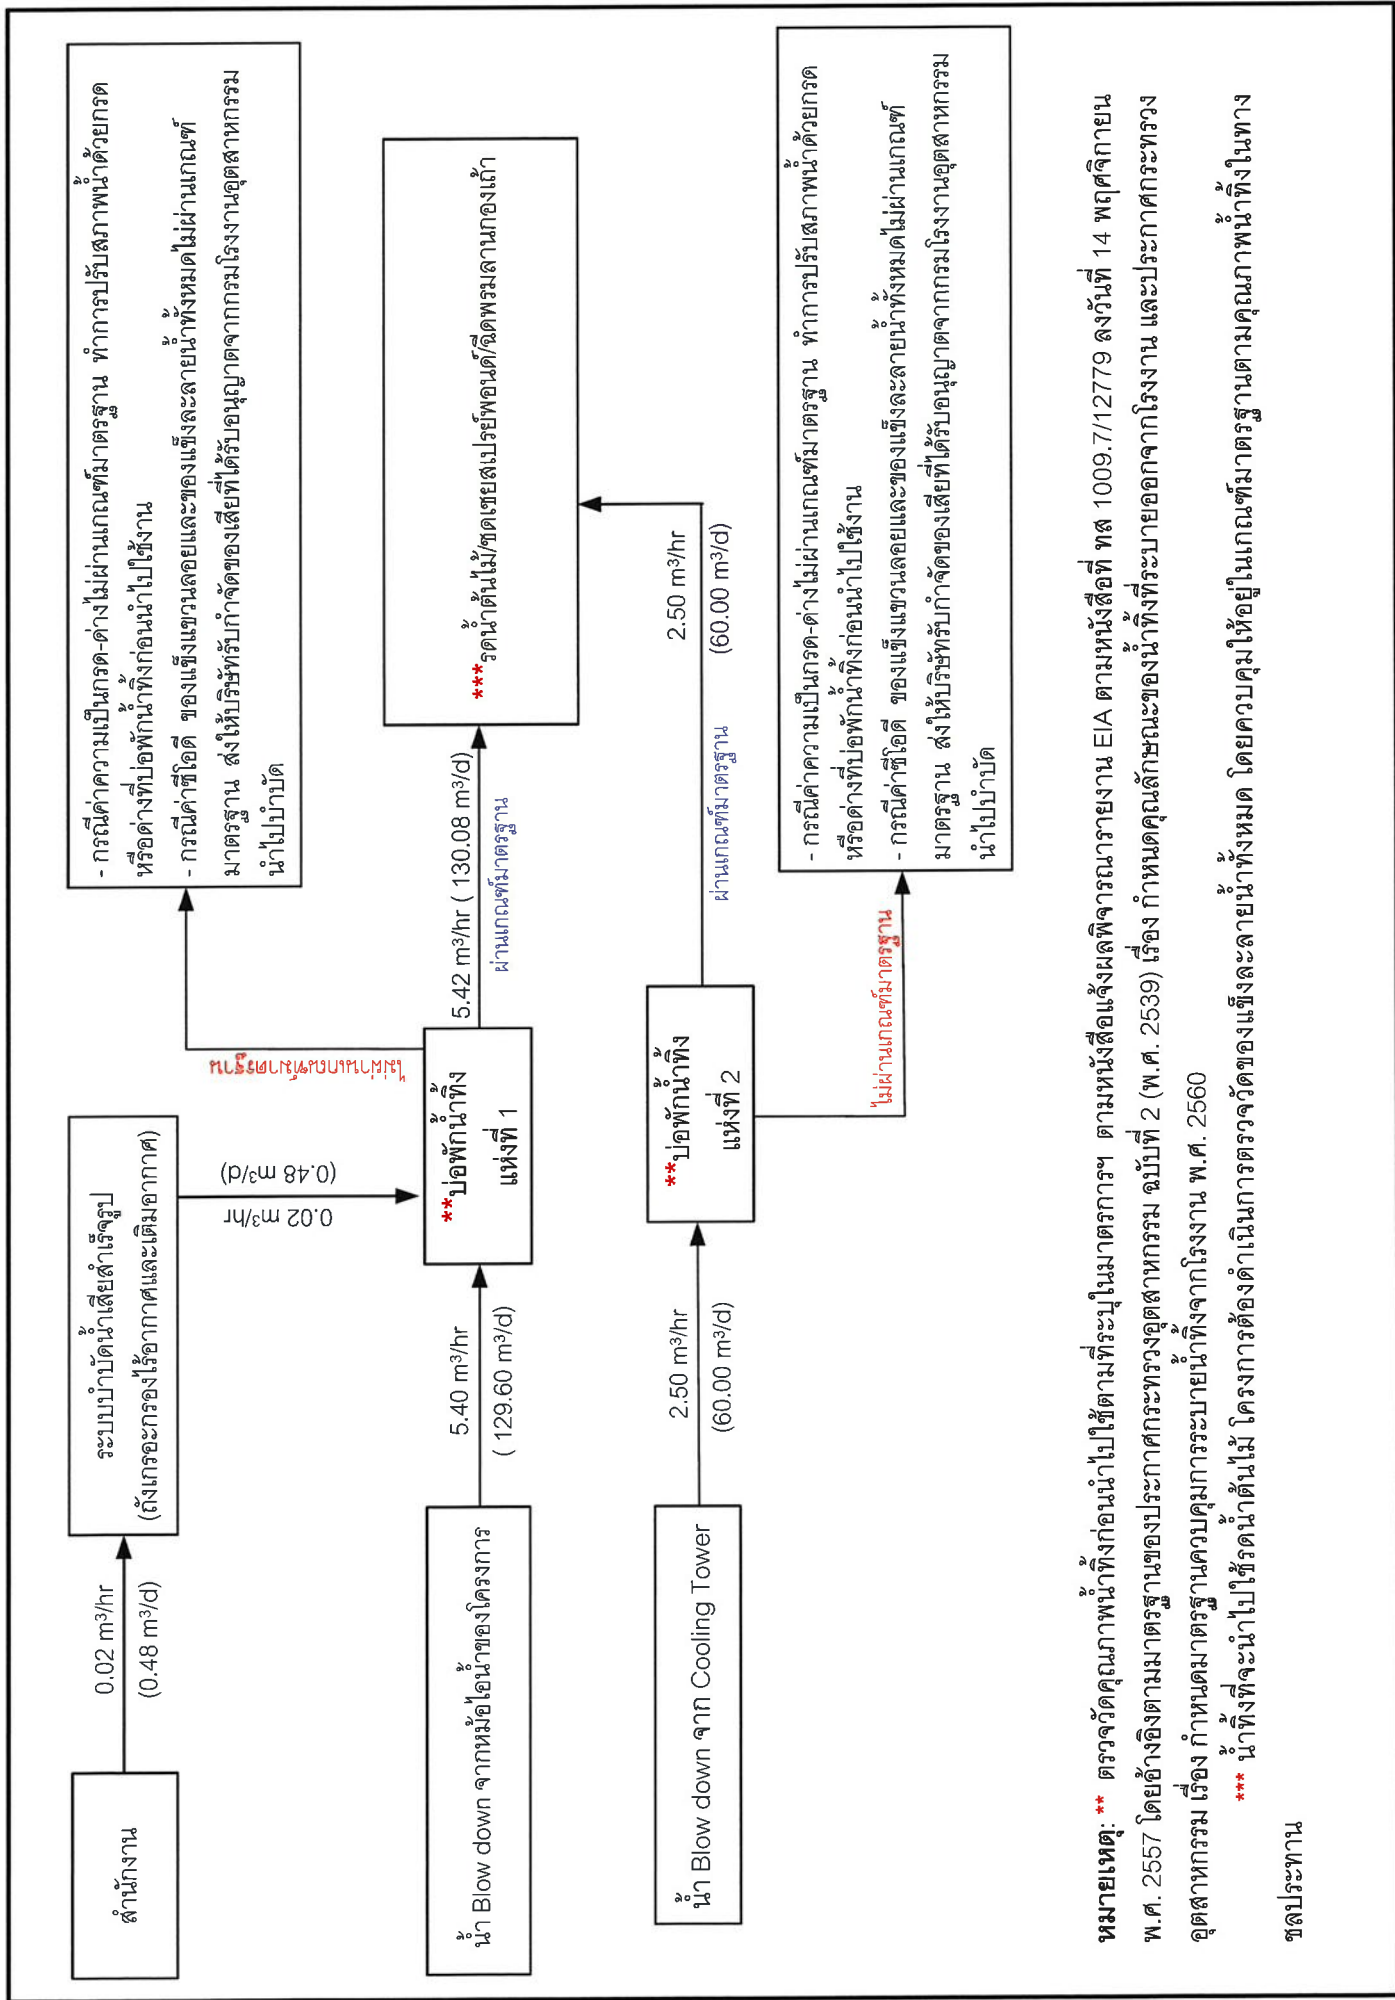 สำนักงาน
0.02 m³/hr
(0.48 m³/d)
ระบบบำบัดน้ำเสียสำเร็จรูป
(ถังเกรอะกรองไร้อากาศและเติมอากาศ)
0.02 m³/hr
(0.48 m³/d)
- กรณีค่าความเป็นกรด-ด่างไม่ผ่านเกณฑ์มาตรฐาน ทำการปรับสภาพน้ำด้วยกรด
หรือด่างที่บ่อพักน้ำทิ้งก่อนนำไปใช้งาน
- กรณีค่าซีโอดี ของแข็งแขวนลอยและของแข็งละลายน้ำทั้งหมดไม่ผ่านเกณฑ์
มาตรฐาน ส่งให้บริษัทรับกำจัดของเสียที่ได้รับอนุญาตจากกรมโรงงานอุตสาหกรรม
นำไปบำบัด
ไม่ผ่านเกณฑ์มาตรฐาน
น้ำ Blow down จากหม้อไอน้ำของโครงการ
5.40 m³/hr
( 129.60 m³/d)
**บ่อพักน้ำทิ้ง
แห่งที่ 1
5.42 m³/hr ( 130.08 m³/d)
ผ่านเกณฑ์มาตรฐาน
***รดน้ำต้นไม้/ชดเชยสเปรย์พอนด์/ฉีดพรมลานกองเถ้า
น้ำ Blow down จาก Cooling Tower
2.50 m³/hr
(60.00 m³/d)
**บ่อพักน้ำทิ้ง
แห่งที่ 2
ผ่านเกณฑ์มาตรฐาน
2.50 m³/hr
(60.00 m³/d)
ไม่ผ่านเกณฑ์มาตรฐาน
- กรณีค่าความเป็นกรด-ด่างไม่ผ่านเกณฑ์มาตรฐาน ทำการปรับสภาพน้ำด้วยกรด
หรือด่างที่บ่อพักน้ำทิ้งก่อนนำไปใช้งาน
- กรณีค่าซีโอดี ของแข็งแขวนลอยและของแข็งละลายน้ำทั้งหมดไม่ผ่านเกณฑ์
มาตรฐาน ส่งให้บริษัทรับกำจัดของเสียที่ได้รับอนุญาตจากกรมโรงงานอุตสาหกรรม
นำไปบำบัด
หมายเหตุ: ** ตรวจวัดคุณภาพน้ำทิ้งก่อนนำไปใช้ตามที่ระบุในมาตรการฯ ตามหนังสือแจ้งผลพิจารณารายงาน EIA ตามหนังสือที่ ทส 1009.7/12779 ลงวันที่ 14 พฤศจิกายน
พ.ศ. 2557 โดยอ้างอิงตามมาตรฐานของประกาศกระทรวงอุตสาหกรรม ฉบับที่ 2 (พ.ศ. 2539) เรื่อง กำหนดคุณลักษณะของน้ำทิ้งที่ระบายออกจากโรงงาน และประกาศกระทรวง
อุตสาหกรรม เรื่อง กำหนดมาตรฐานควบคุมการระบายน้ำทิ้งจากโรงงาน พ.ศ. 2560
*** น้ำทิ้งที่จะนำไปใช้รดน้ำต้นไม้ โครงการต้องดำเนินการตรวจวัดของแข็งละลายน้ำทั้งหมด โดยควบคุมให้อยู่ในเกณฑ์มาตรฐานตามคุณภาพน้ำทิ้งในทาง
ชลประทาน